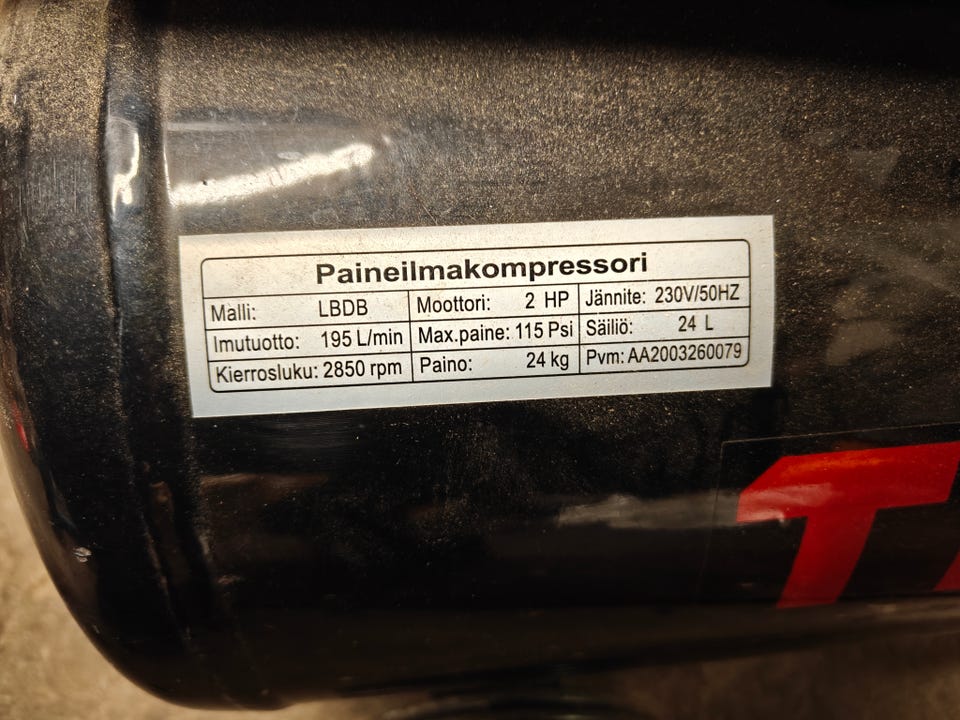 Paineilmakompressori
Malli: LBDB Moottori: 2 HP Jännite: 230V/50HZ
Imutuotto: 195 L/min Max.paine: 115 Psi Säiliö: 24 L
Kierrosluku: 2850 rpm Paino: 24 kg Pvm: AA2003260079
T